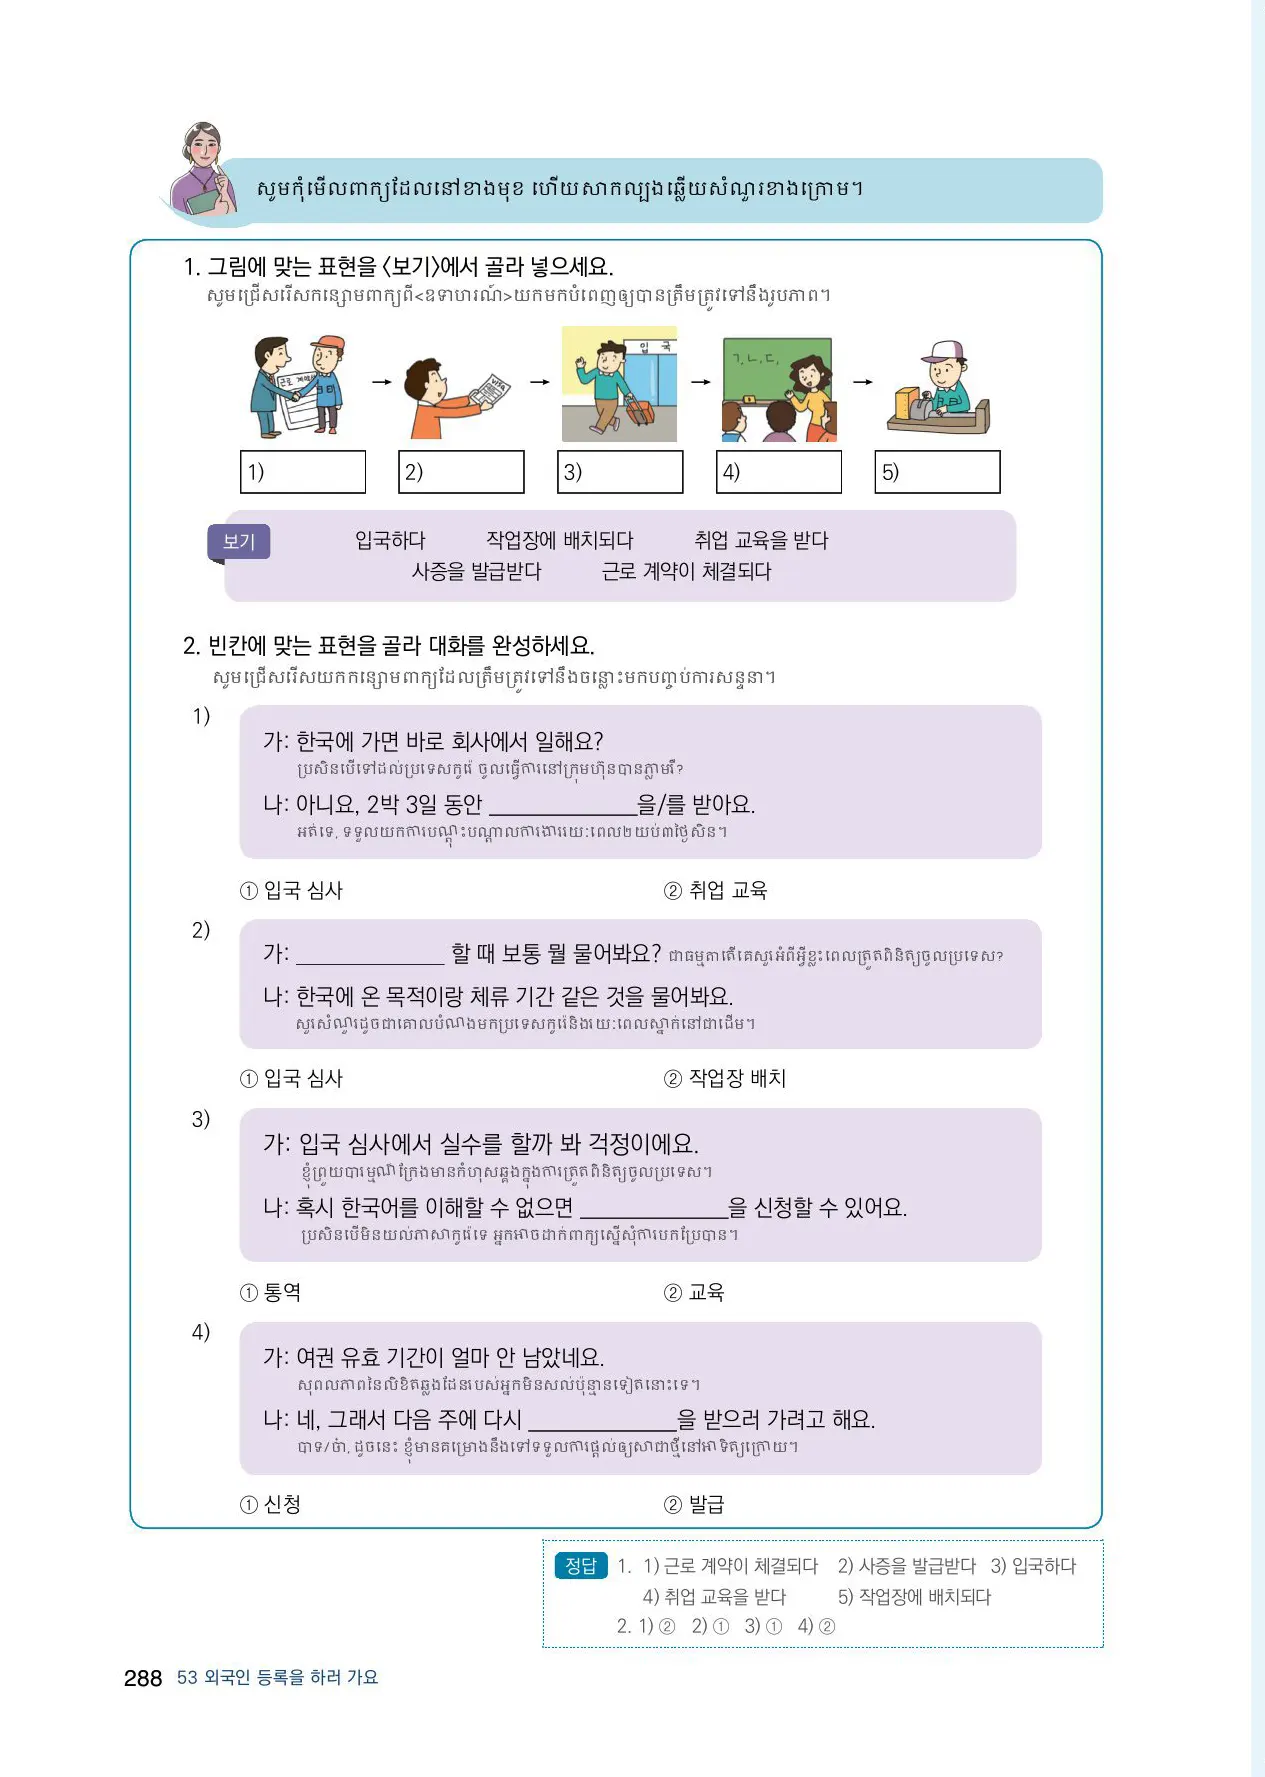 សូមកុំមើលពាក្យដែលនៅខាងមុខ ហើយសាកល្បងឆ្លើយសំណួរខាងក្រោម។
1. 그림에 맞는 표현을 〈보기〉에서 골라 넣으세요.
សូមជ្រើសរើសកន្សោមពាក្យពី<ឧទាហរណ៍>យកមកបំពេញឲ្យបានត្រឹមត្រូវទៅនឹងរូបភាព។
근로 계약서
VISA
입 국
ㄱ, ㄴ, ㄷ,
1)
2)
3)
4)
5)
보기
입국하다 작업장에 배치되다 취업 교육을 받다
사증을 발급받다 근로 계약이 체결되다
2. 빈칸에 맞는 표현을 골라 대화를 완성하세요.
សូមជ្រើសរើសយកកន្សោមពាក្យដែលត្រឹមត្រូវទៅនឹងចន្លោះមកបញ្ចប់ការសន្ទនា។
1)
가: 한국에 가면 바로 회사에서 일해요?
ប្រសិនបើទៅដល់ប្រទេសកូរ៉េ ចូលធ្វើការនៅក្រុមហ៊ុនបានភ្លាមរឺ?
나: 아니요, 2박 3일 동안 ______________을/를 받아요.
អត់ទេ, ទទួលយកការបណ្តុះបណ្តាលការងាររយៈពេល២យប់៣ថ្ងៃសិន។
① 입국 심사 ② 취업 교육
2)
가: ______________ 할 때 보통 뭘 물어봐요? ជាធម្មតាតើគេសួរអំពីអ្វីខ្លះពេលត្រួតពិនិត្យចូលប្រទេស?
나: 한국에 온 목적이랑 체류 기간 같은 것을 물어봐요.
សួរសំណួរដូចជាគោលបំណងមកប្រទេសកូរ៉េនិងរយៈពេលស្នាក់នៅជាដើម។
① 입국 심사 ② 작업장 배치
3)
가: 입국 심사에서 실수를 할까 봐 걱정이에요.
ខ្ញុំព្រួយបារម្មណ៍ក្រែងមានកំហុសឆ្គងក្នុងការត្រួតពិនិត្យចូលប្រទេស។
나: 혹시 한국어를 이해할 수 없으면 ______________을 신청할 수 있어요.
ប្រសិនបើមិនយល់ភាសាកូរ៉េទេ អ្នកអាចដាក់ពាក្យស្នើសុំការបកប្រែបាន។
① 통역 ② 교육
4)
가: 여권 유효 기간이 얼마 안 남았네요.
សុពលភាពនៃលិខិតឆ្លងដែនរបស់អ្នកមិនសល់ប៉ុន្មានទៀតនោះទេ។
나: 네, 그래서 다음 주에 다시 ______________을 받으러 가려고 해요.
បាទ/ចំា, ដូចនេះ ខ្ញុំមានគម្រោងនឹងទៅទទួលការផ្តល់ឲ្យសាជាថ្មីនៅអាទិត្យក្រោយ។
① 신청 ② 발급
정답 1. 1) 근로 계약이 체결되다 2) 사증을 발급받다 3) 입국하다
4) 취업 교육을 받다 5) 작업장에 배치되다
2. 1) ② 2) ① 3) ① 4) ②
288 53 외국인 등록을 하러 가요